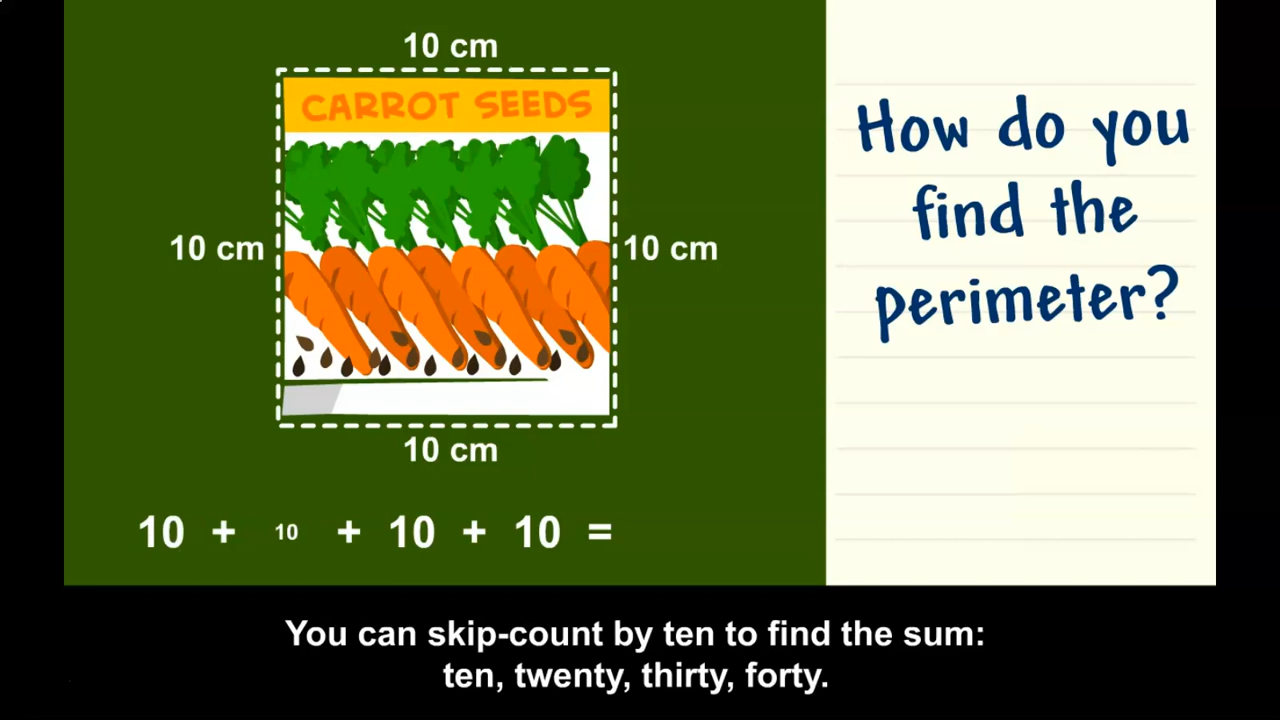 10 cm
CARROT SEEDS
10 cm
10 cm
10 cm
10 + 10 + 10 + 10 =
How do you
find the
perimeter?
You can skip-count by ten to find the sum:
ten, twenty, thirty, forty.